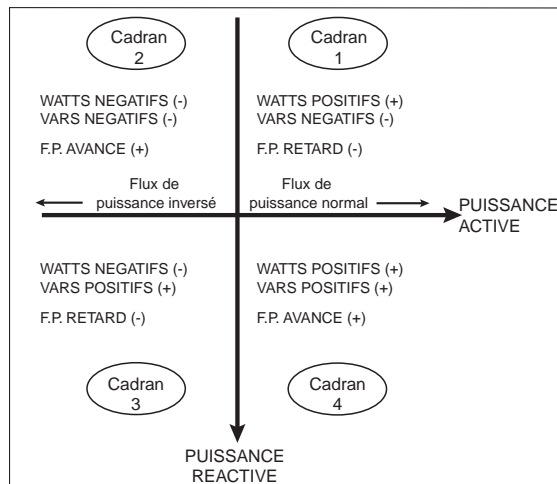 Cadran
2
Cadran
1
WATTS NEGATIFS (-)
VARS NEGATIFS (-)
F.P. AVANCE (+)
WATTS POSITIFS (+)
VARS NEGATIFS (-)
F.P. RETARD (-)
Flux de
puissance inversé
Flux de
puissance normal
PUISSANCE
ACTIVE
WATTS NEGATIFS (-)
VARS POSITIFS (+)
F.P. RETARD (-)
WATTS POSITIFS (+)
VARS POSITIFS (+)
F.P. AVANCE (+)
Cadran
3
Cadran
4
PUISSANCE
REACTIVE